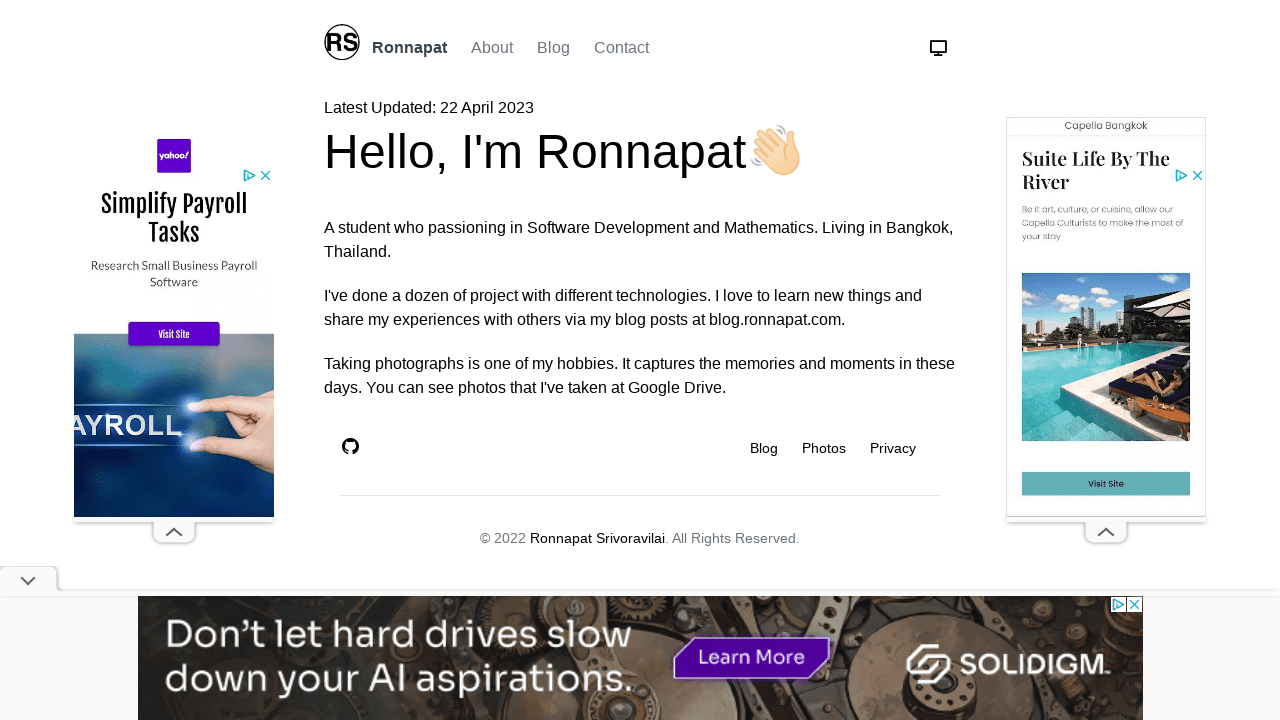 RS
Ronnapat
About
Blog
Contact
Latest Updated: 22 April 2023
Hello, I'm Ronnapat👋🏻
A student who passioning in Software Development and Mathematics. Living in Bangkok,
Thailand.
I've done a dozen of project with different technologies. I love to learn new things and
share my experiences with others via my blog posts at blog.ronnapat.com.
Taking photographs is one of my hobbies. It captures the memories and moments in these
days. You can see photos that I've taken at Google Drive.
Blog
Photos
Privacy
© 2022 Ronnapat Srivoravilai. All Rights Reserved.
yahoo!
Simplify Payroll
Tasks
Research Small Business Payroll
Software
Visit Site
AYROLL
Capella Bangkok
Suite Life By The
River
Be it art, culture, or cuisine, allow our
Capella Culturists to make the most of
your stay
Visit Site
Don't let hard drives slow
down your AI aspirations.
Learn More
SOLIDIGM